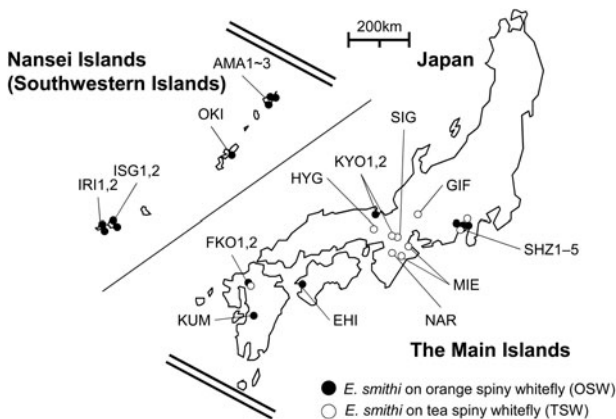 200km
Nansei Islands
(Southwestern Islands)
Japan
AMA1~3
OKI
SIG
KYO1,2
ISG1,2
HYG
GIF
IRI1,2
FKO1,2
SHZ1–5
MIE
KUM
EHI
NAR
The Main Islands
E. smithi on orange spiny whitefly (OSW)
E. smithi on tea spiny whitefly (TSW)